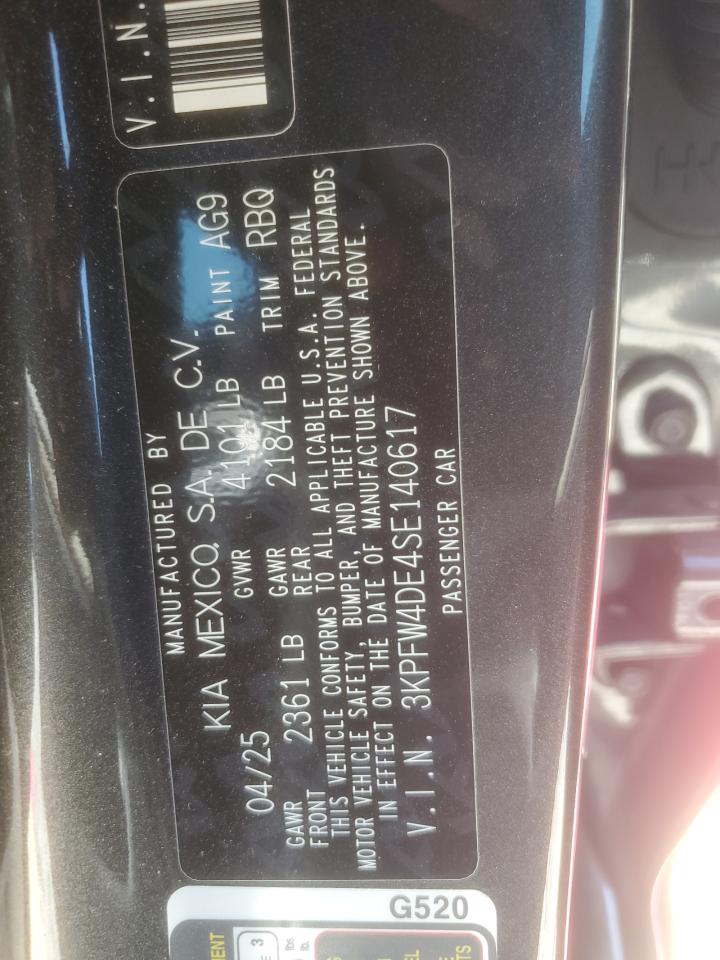 V.I.N.
MANUFACTURED BY
KIA MEXICO, S.A. DE C.V.
04/25 GVWR 4101 LB PAINT AG9
GAWR FRONT 2361 LB GAWR REAR 2184 LB TRIM RBQ
THIS VEHICLE CONFORMS TO ALL APPLICABLE U.S.A. FEDERAL
MOTOR VEHICLE SAFETY, BUMPER, AND THEFT PREVENTION STANDARDS
IN EFFECT ON THE DATE OF MANUFACTURE SHOWN ABOVE.
V.I.N. 3KPFW4DE4SE140617
PASSENGER CAR
G520
3
lbs.